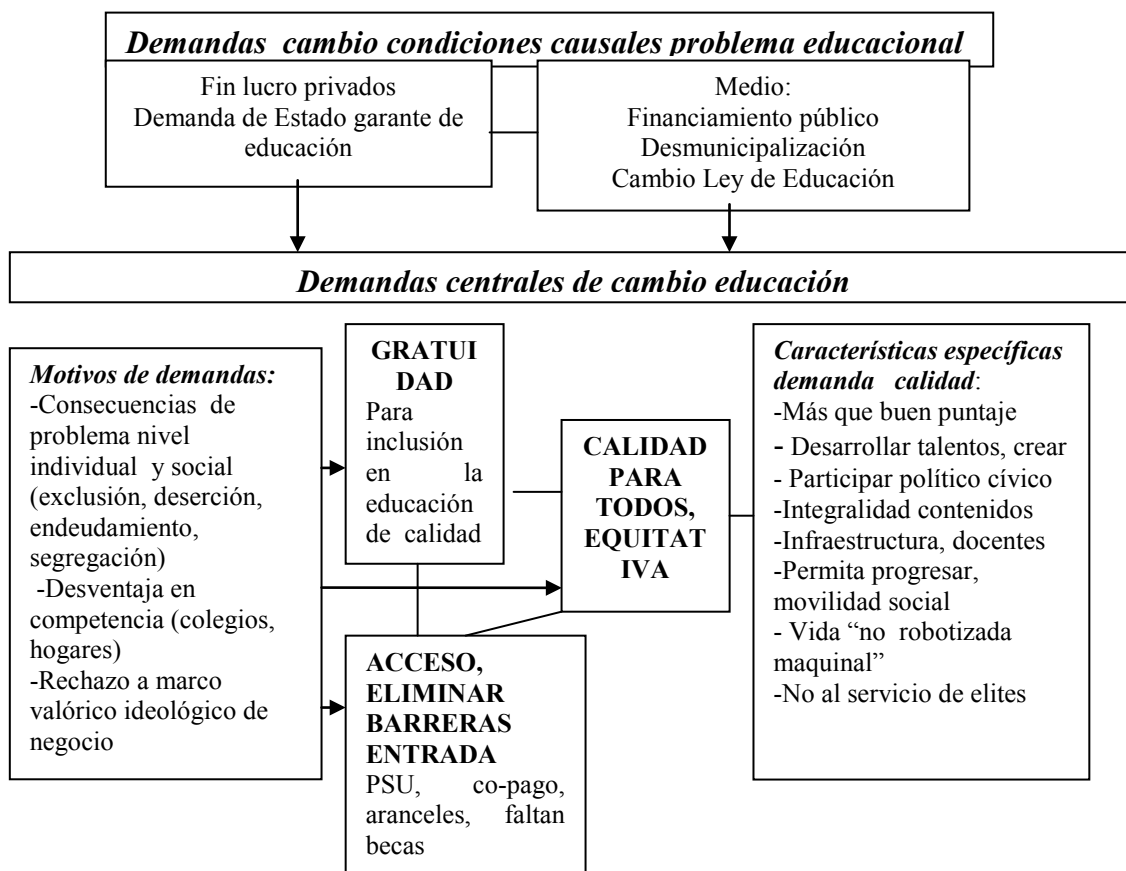 Demandas cambio condiciones causales problema educacional
Fin lucro privados
Demanda de Estado garante de
educación
Medio:
Financiamiento público
Desmunicipalización
Cambio Ley de Educación
Demandas centrales de cambio educación
Motivos de demandas:
-Consecuencias de
problema nivel
individual y social
(exclusión, deserción,
endeudamiento,
segregación)
-Desventaja en
competencia (colegios,
hogares)
-Rechazo a marco
valórico ideológico de
negocio
GRATUI
DAD
Para
inclusión
en la
educación
de calidad
ACCESO,
ELIMINAR
BARRERAS
ENTRADA
PSU, co-pago,
aranceles, faltan
becas
CALIDAD
PARA
TODOS,
EQUITAT
IVA
Características específicas
demanda calidad:
-Más que buen puntaje
- Desarrollar talentos, crear
- Participar político cívico
-Integralidad contenidos
-Infraestructura, docentes
-Permita progresar,
movilidad social
- Vida “no robotizada
maquinal”
-No al servicio de elites